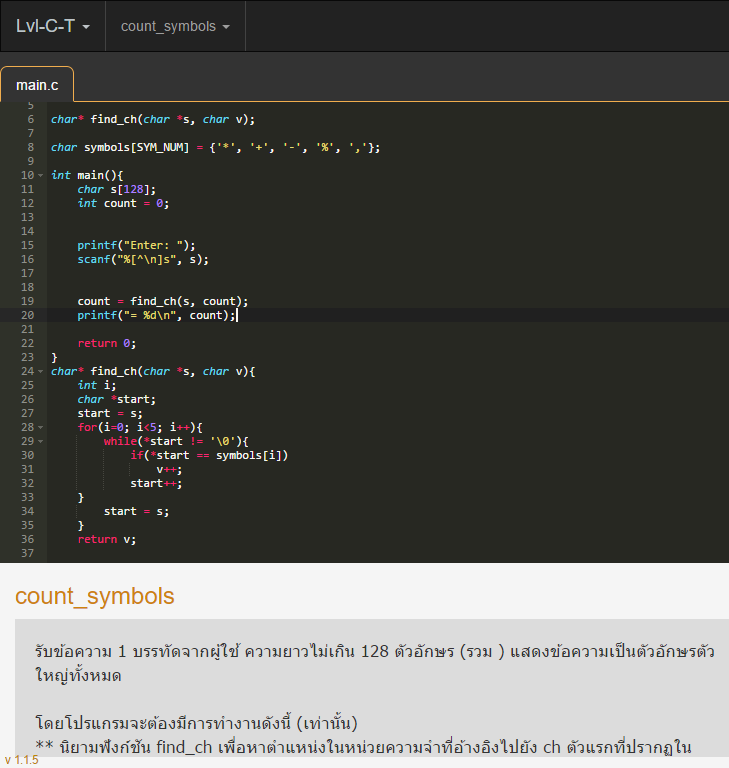 Lvl-C-T count_symbols
main.c
5
6 char* find_ch(char *s, char v);
7
8 char symbols[SYM_NUM] = {'*', '+', '-', '%', ','};
9
10 int main(){
11 char s[128];
12 int count = 0;
13
14
15 printf("Enter: ");
16 scanf("%[^\n]s", s);
17
18
19 count = find_ch(s, count);
20 printf("= %d\n", count);
21
22 return 0;
23 }
24 char* find_ch(char *s, char v){
25 int i;
26 char *start;
27 start = s;
28 for(i=0; i<5; i++){
29 while(*start != '\0'){
30 if(*start == symbols[i])
31 v++;
32 start++;
33 }
34 start = s;
35 }
36 return v;
37
count_symbols
รับข้อความ 1 บรรทัดจากผู้ใช้ ความยาวไม่เกิน 128 ตัวอักษร (รวม ) แสดงข้อความเป็นตัวอักษรตัว
ใหญ่ทั้งหมด
โดยโปรแกรมจะต้องมีการทำงานดังนี้ (เท่านั้น)
** นิยามฟังก์ชัน find_ch เพื่อหาตำแหน่งในหน่วยความจำที่อ้างอิงไปยัง ch ตัวแรกที่ปรากฏใน
v 1.1.5